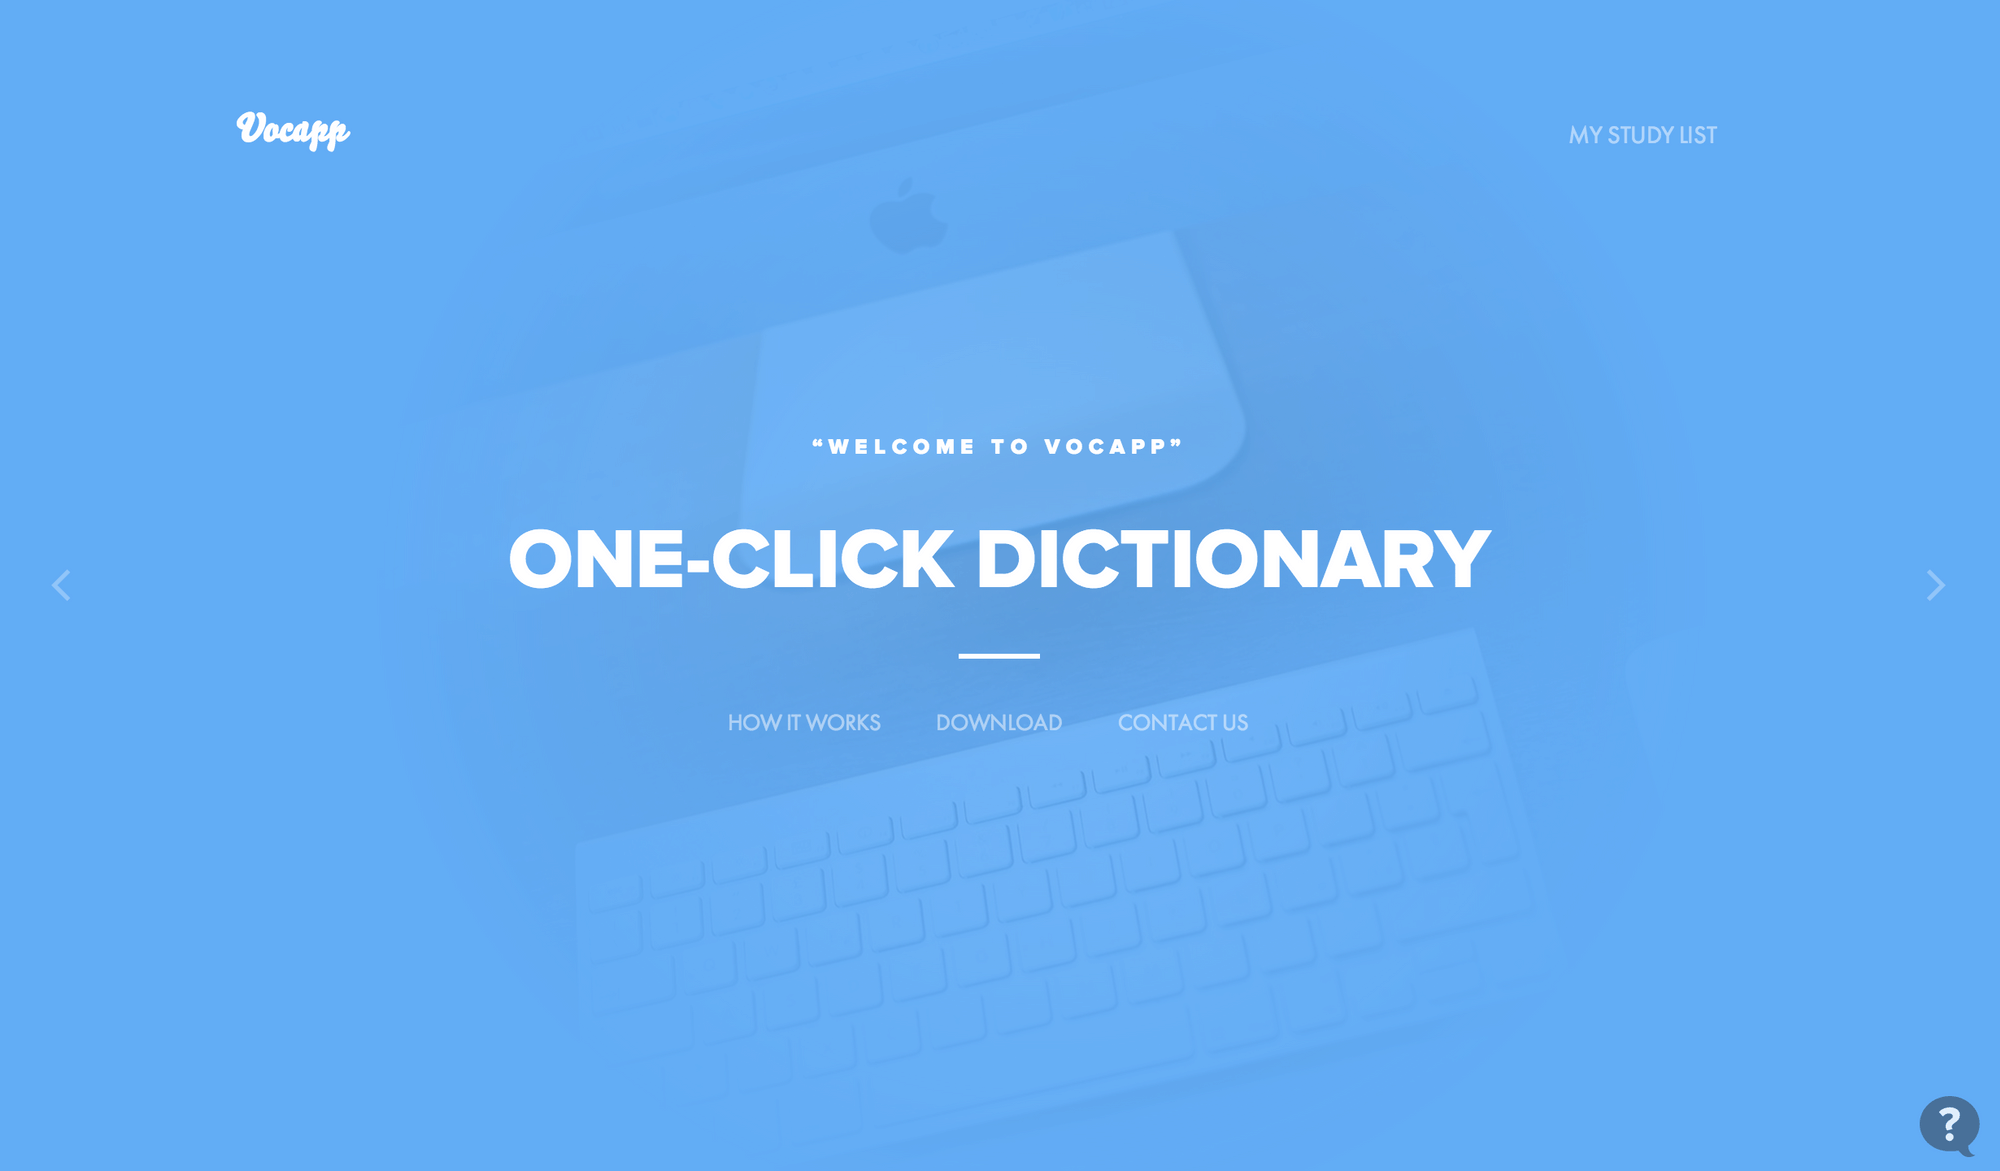 Vocapp
MY STUDY LIST
“WELCOME TO VOCAPP”
ONE-CLICK DICTIONARY
HOW IT WORKS
DOWNLOAD
CONTACT US
?